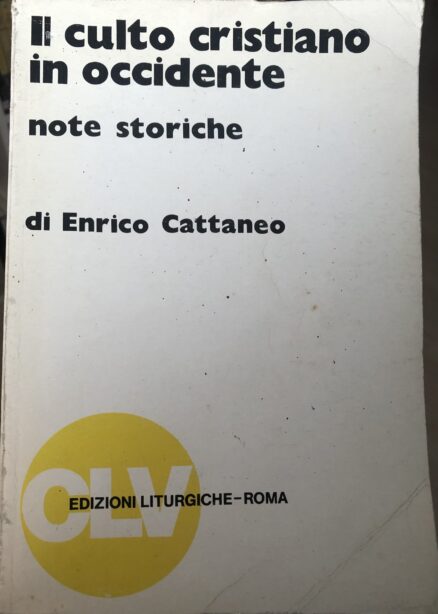 Il culto cristiano
in occidente
note storiche
di Enrico Cattaneo
CLV
EDIZIONI LITURGICHE-ROMA